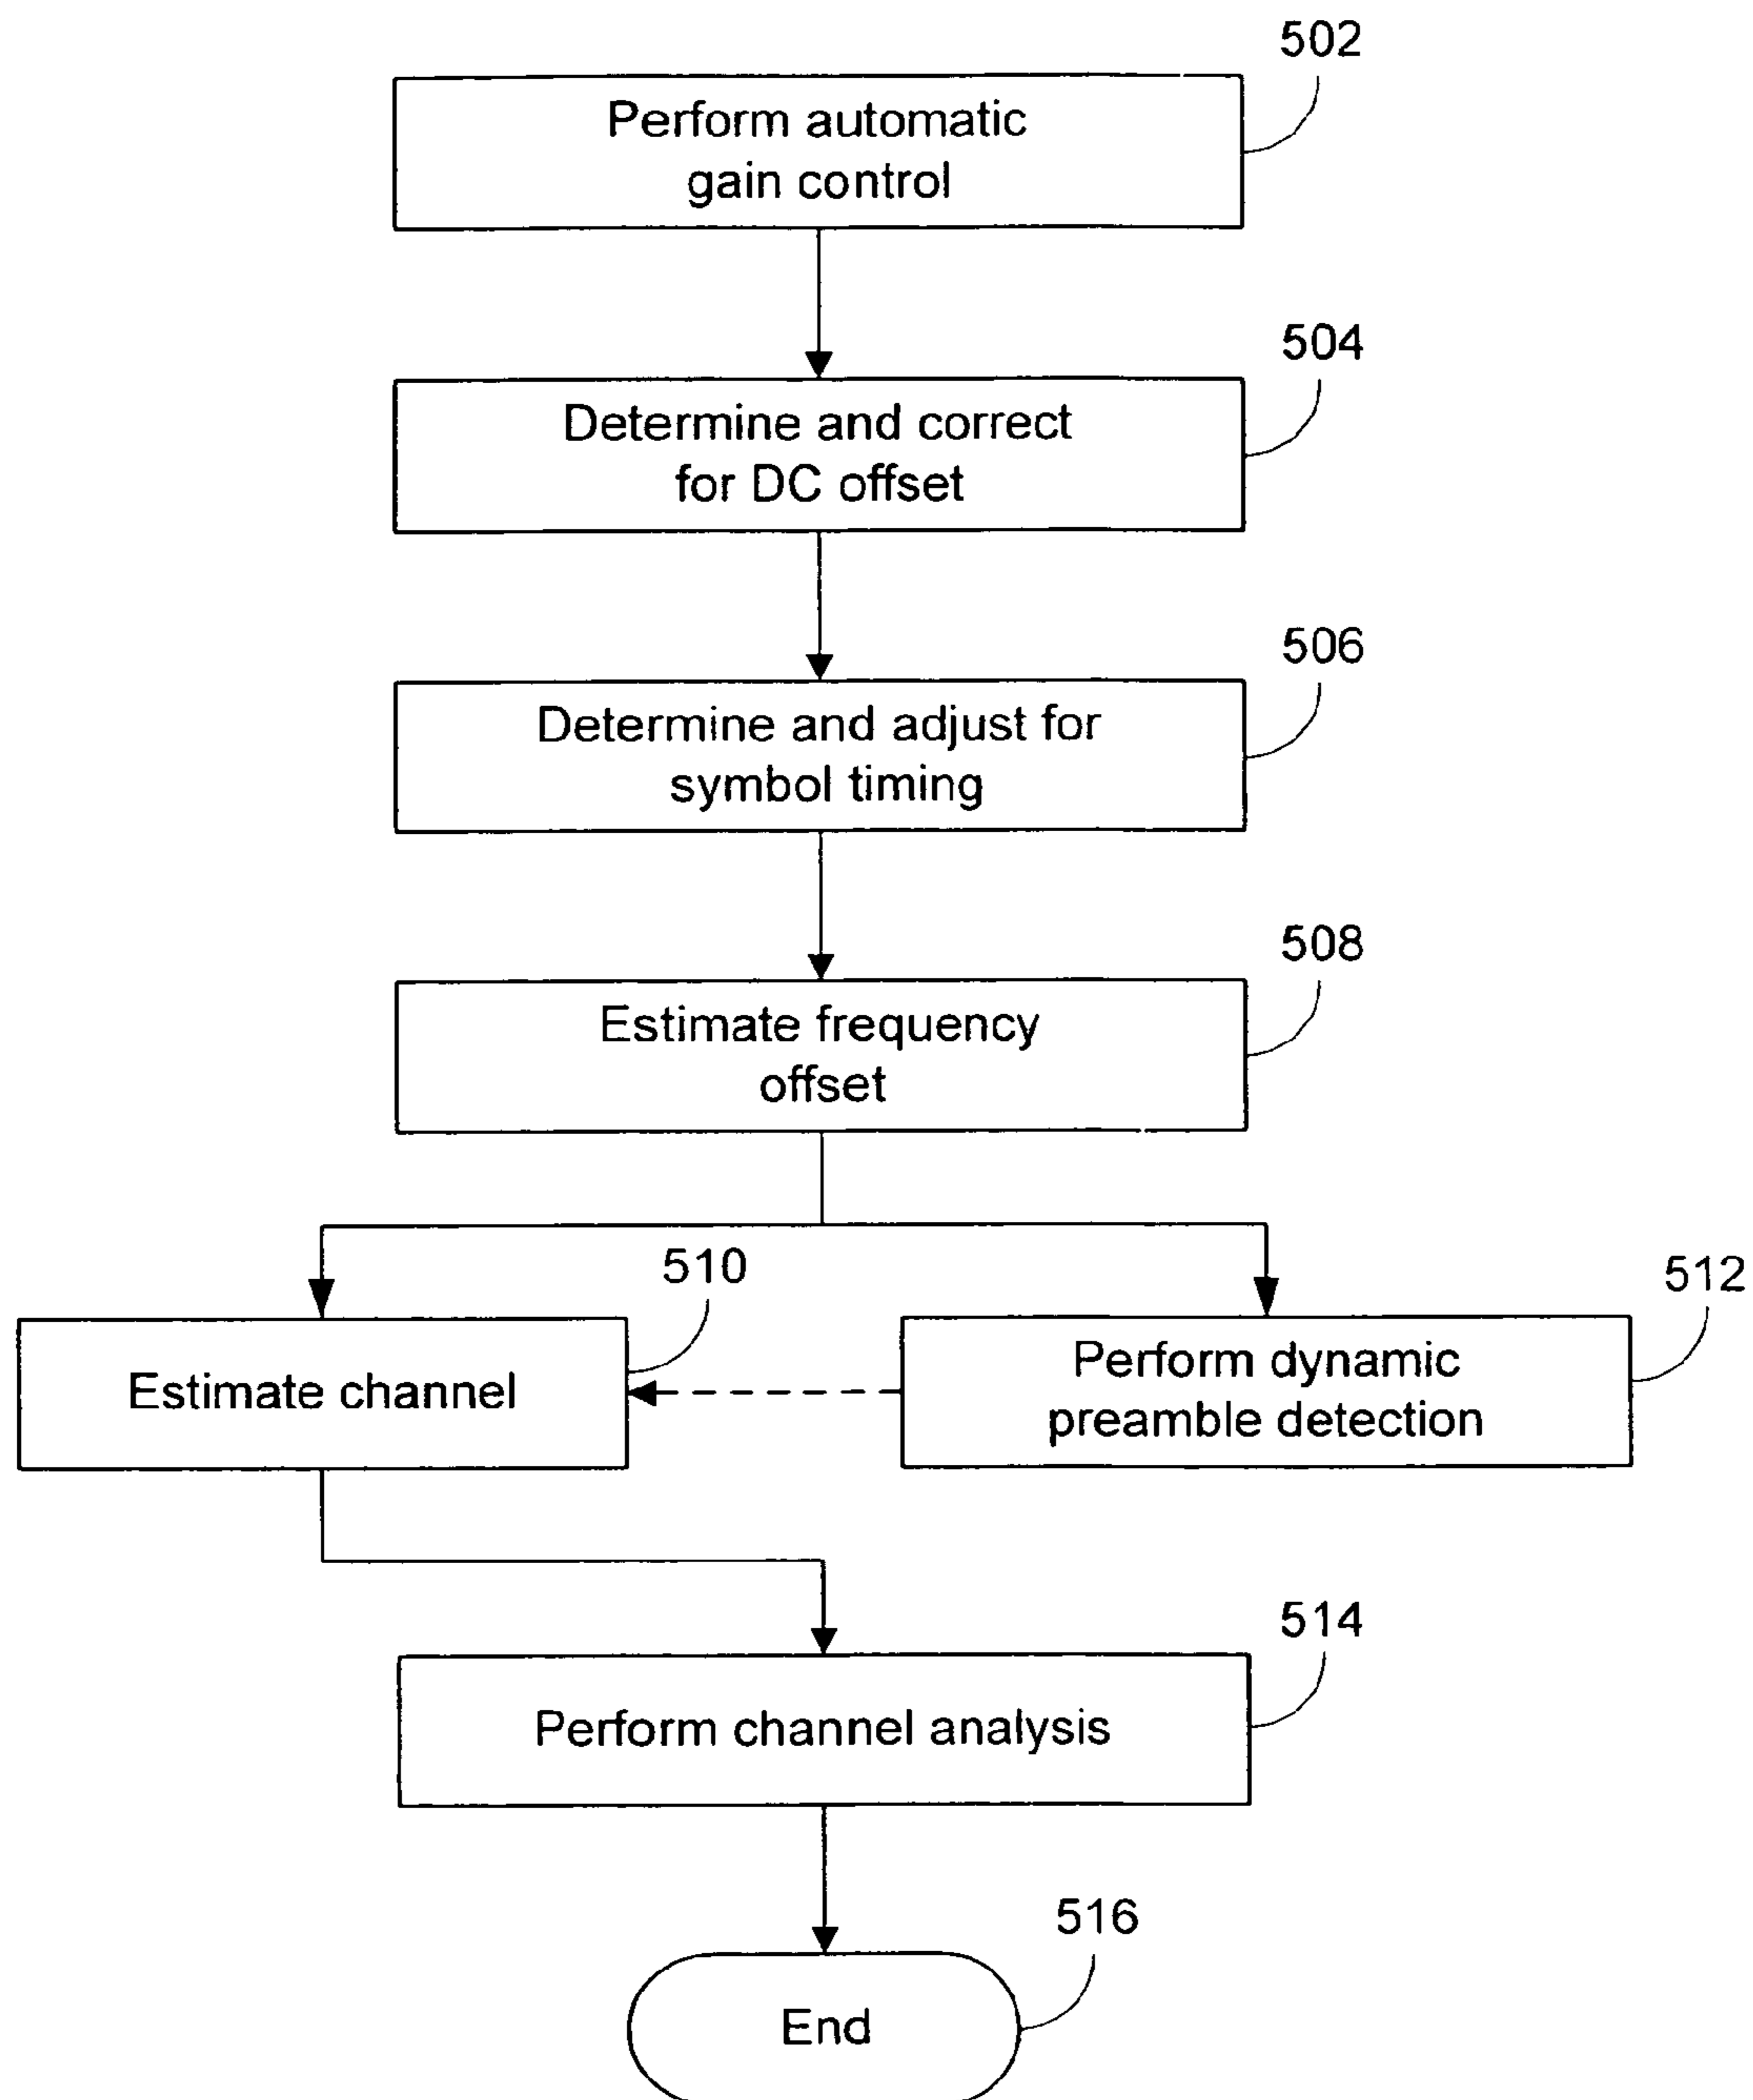 502
Perform automatic
gain control
504
Determine and correct
for DC offset
506
Determine and adjust for
symbol timing
508
Estimate frequency
offset
510
Estimate channel
512
Perform dynamic
preamble detection
514
Perform channel analysis
516
End